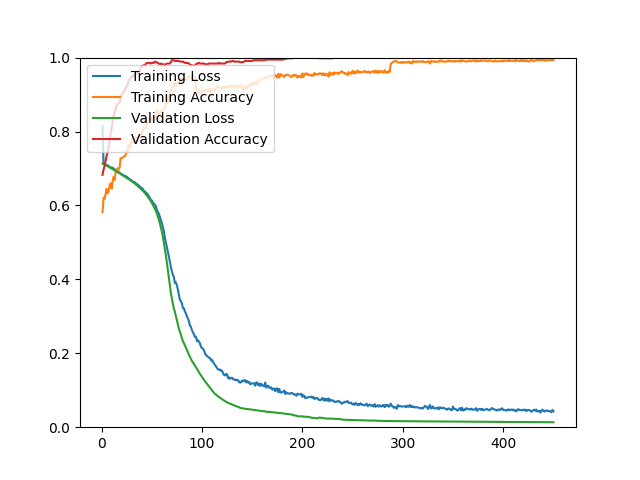 1.0
0.8
0.6
0.4
0.2
0.0
Training Loss
Training Accuracy
Validation Loss
Validation Accuracy
0 100 200 300 400